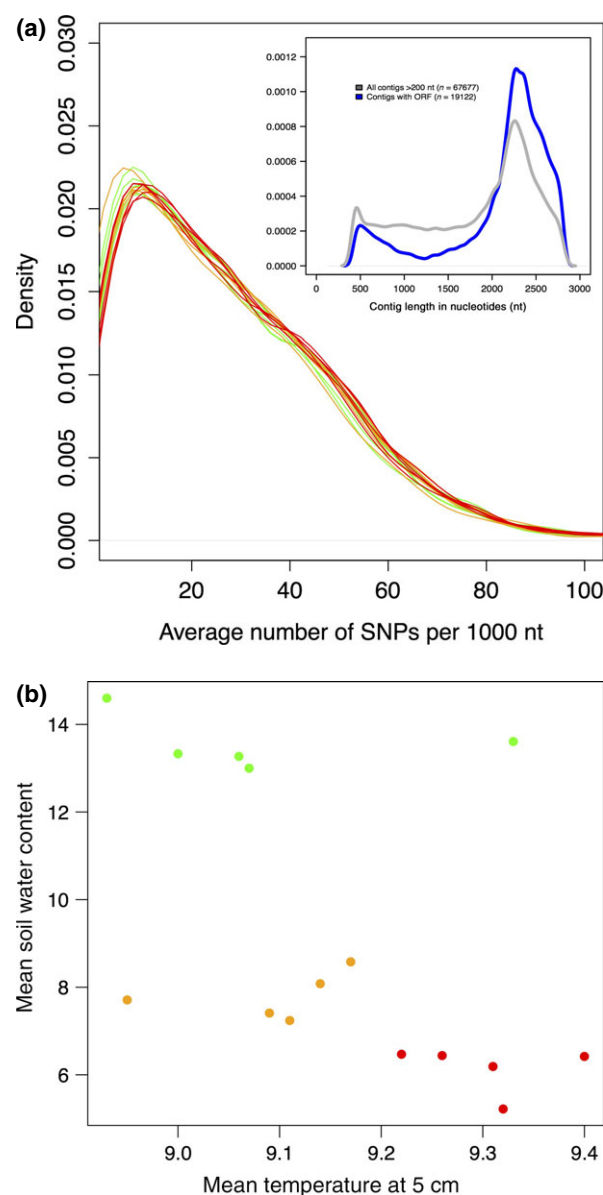 (a)
Density
0.030
0.025
0.020
0.015
0.010
0.005
0.000
20 40 60 80 100
Average number of SNPs per 1000 nt
0.0012
0.0010
0.0008
0.0006
0.0004
0.0002
0.0000
All contigs >200 nt (n = 67677)
Contigs with ORF (n = 19122)
0 500 1000 1500 2000 2500 3000
Contig length in nucleotides (nt)
(b)
Mean soil water content
14
12
10
8
6
9.0 9.1 9.2 9.3 9.4
Mean temperature at 5 cm